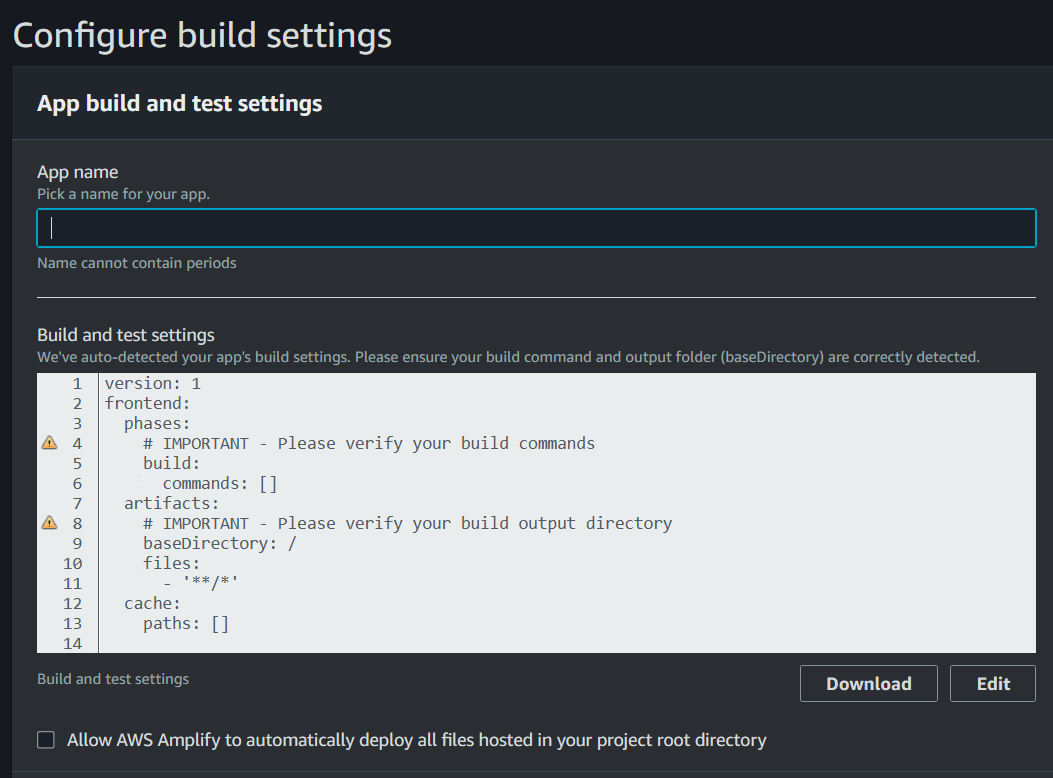 Configure build settings
App build and test settings
App name
Pick a name for your app.
Name cannot contain periods
Build and test settings
We've auto-detected your app's build settings. Please ensure your build command and output folder (baseDirectory) are correctly detected.
1 version: 1
2 frontend:
3   phases:
4     # IMPORTANT - Please verify your build commands
5     build:
6       commands: []
7   artifacts:
8     # IMPORTANT - Please verify your build output directory
9     baseDirectory: /
10     files:
11       - '**/*'
12   cache:
13     paths: []
14
Build and test settings
Download Edit
Allow AWS Amplify to automatically deploy all files hosted in your project root directory